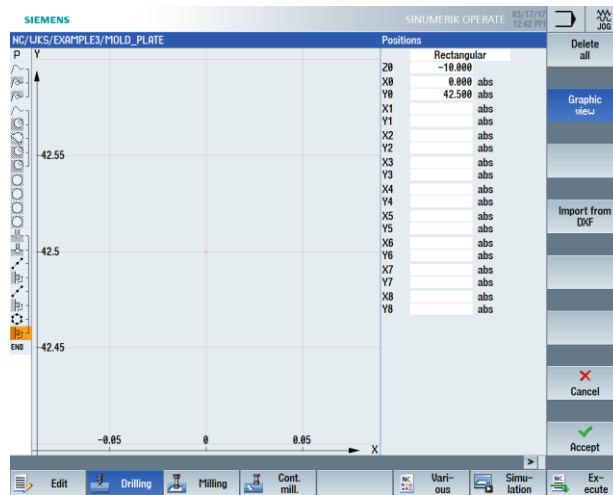 SIEMENS
SINUMERIK OPERATE
03/17/17
12:42 PM
JOG
NC/WKS/EXAMPLE3/MOLD_PLATE
Positions
P
Y
Rectangular
Z0 -10.000
X0 0.000 abs
Y0 42.500 abs
X1 abs
Y1 abs
X2 abs
Y2 abs
X3 abs
Y3 abs
X4 abs
Y4 abs
X5 abs
Y5 abs
X6 abs
Y6 abs
X7 abs
Y7 abs
X8 abs
Y8 abs
42.55
42.5
42.45
END
-0.05 0 0.05
X
Delete
all
Graphic
view
Import from
DXF
Cancel
Accept
>
Edit
Drilling
Milling
Cont.
mill.
NC
Vari-
ous
Simu-
lation
NC
Ex-
ecute